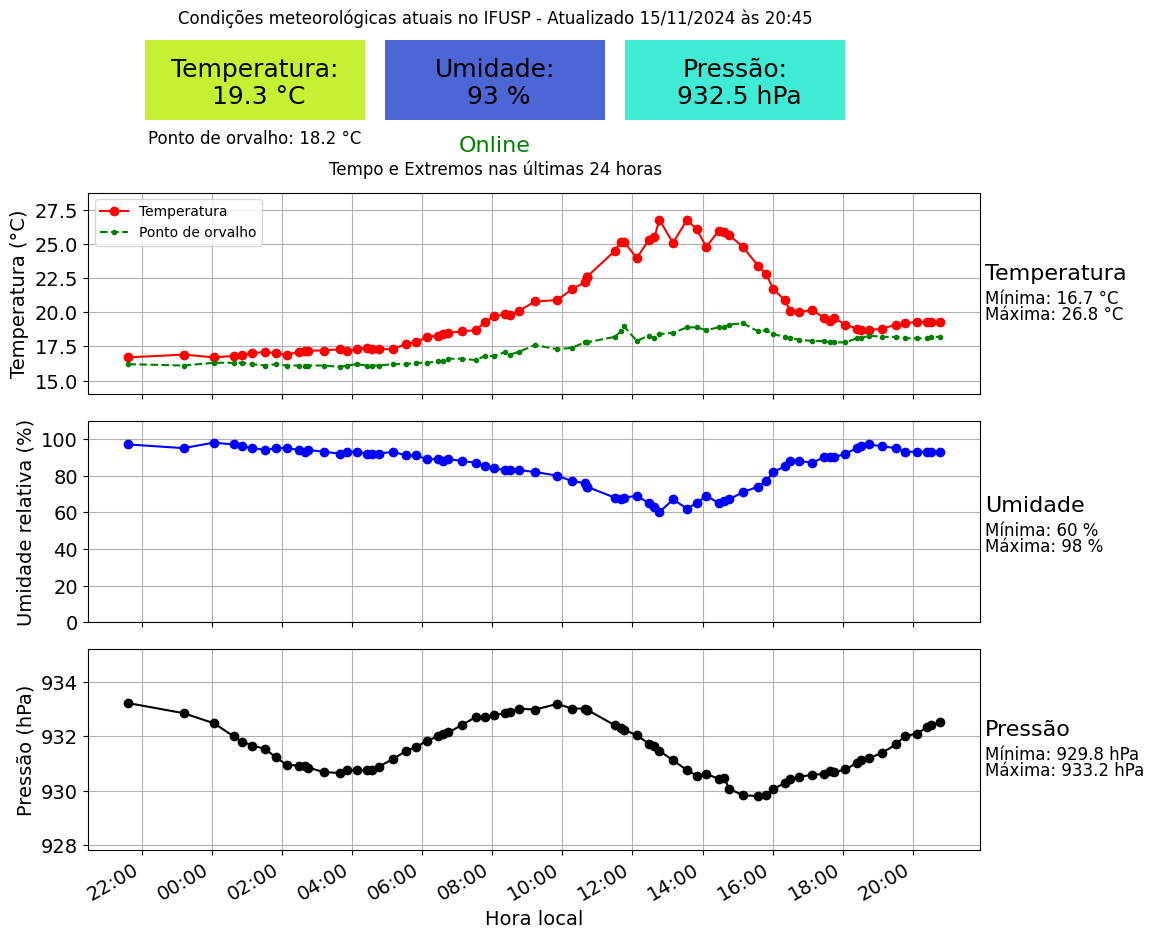 Condições meteorológicas atuais no IFUSP - Atualizado 15/11/2024 às 20:45
Temperatura:
19.3 °C
Umidade:
93 %
Pressão:
932.5 hPa
Ponto de orvalho: 18.2 °C
Online
Tempo e Extremos nas últimas 24 horas
Temperatura (°C)
27.5
25.0
22.5
20.0
17.5
15.0
Temperatura
Ponto de orvalho
Temperatura
Mínima: 16.7 °C
Máxima: 26.8 °C
Umidade relativa (%)
100
80
60
40
20
0
Umidade
Mínima: 60 %
Máxima: 98 %
Pressão (hPa)
934
932
930
928
Pressão
Mínima: 929.8 hPa
Máxima: 933.2 hPa
22:00
00:00
02:00
04:00
06:00
08:00
10:00
12:00
14:00
16:00
18:00
20:00
Hora local